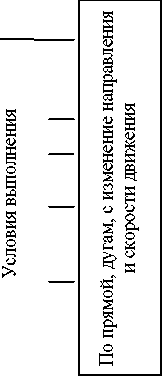 Условия выполнения
По прямой, дугам, с изменение направления
и скорости движения